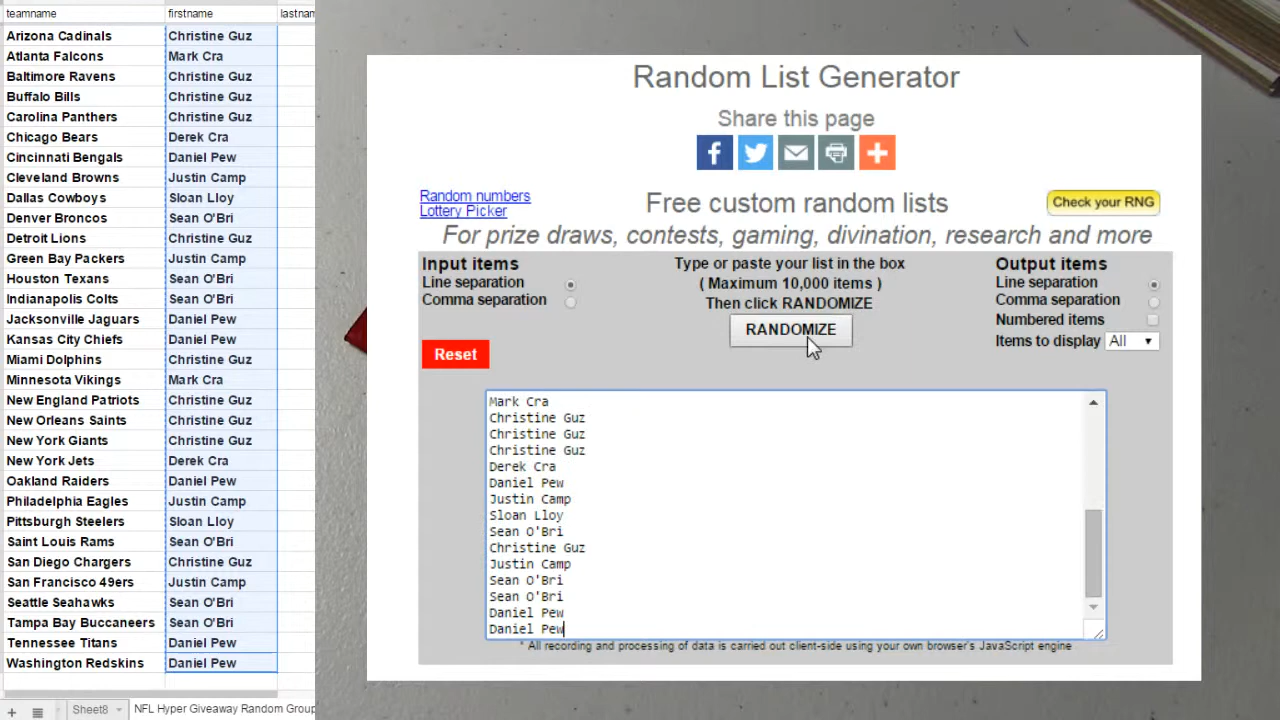 teamname firstname lastnam
Arizona Cadinals Christine Guz
Atlanta Falcons Mark Cra
Baltimore Ravens Christine Guz
Buffalo Bills Christine Guz
Carolina Panthers Christine Guz
Chicago Bears Derek Cra
Cincinnati Bengals Daniel Pew
Cleveland Browns Justin Camp
Dallas Cowboys Sloan Lloy
Denver Broncos Sean O'Bri
Detroit Lions Christine Guz
Green Bay Packers Justin Camp
Houston Texans Sean O'Bri
Indianapolis Colts Sean O'Bri
Jacksonville Jaguars Daniel Pew
Kansas City Chiefs Daniel Pew
Miami Dolphins Christine Guz
Minnesota Vikings Mark Cra
New England Patriots Christine Guz
New Orleans Saints Christine Guz
New York Giants Christine Guz
New York Jets Derek Cra
Oakland Raiders Daniel Pew
Philadelphia Eagles Justin Camp
Pittsburgh Steelers Sloan Lloy
Saint Louis Rams Sean O'Bri
San Diego Chargers Christine Guz
San Francisco 49ers Justin Camp
Seattle Seahawks Sean O'Bri
Tampa Bay Buccaneers Sean O'Bri
Tennessee Titans Daniel Pew
Washington Redskins Daniel Pew
Sheet8 NFL Hyper Giveaway Random Group
Random List Generator
Share this page
Random numbers
Lottery Picker
Free custom random lists
Check your RNG
For prize draws, contests, gaming, divination, research and more
Input items
Line separation
Comma separation
Type or paste your list in the box
( Maximum 10,000 items )
Then click RANDOMIZE
RANDOMIZE
Output items
Line separation
Comma separation
Numbered items
Items to display All
Reset
Mark Cra
Christine Guz
Christine Guz
Christine Guz
Derek Cra
Daniel Pew
Justin Camp
Sloan Lloy
Sean O'Bri
Christine Guz
Justin Camp
Sean O'Bri
Sean O'Bri
Daniel Pew
Daniel Pew
* All recording and processing of data is carried out client-side using your own browser's JavaScript engine